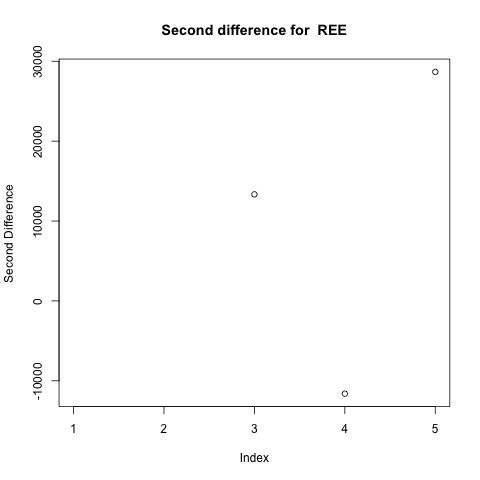 Second difference for  REE
Second Difference
30000
20000
10000
0
-10000
1 2 3 4 5
Index